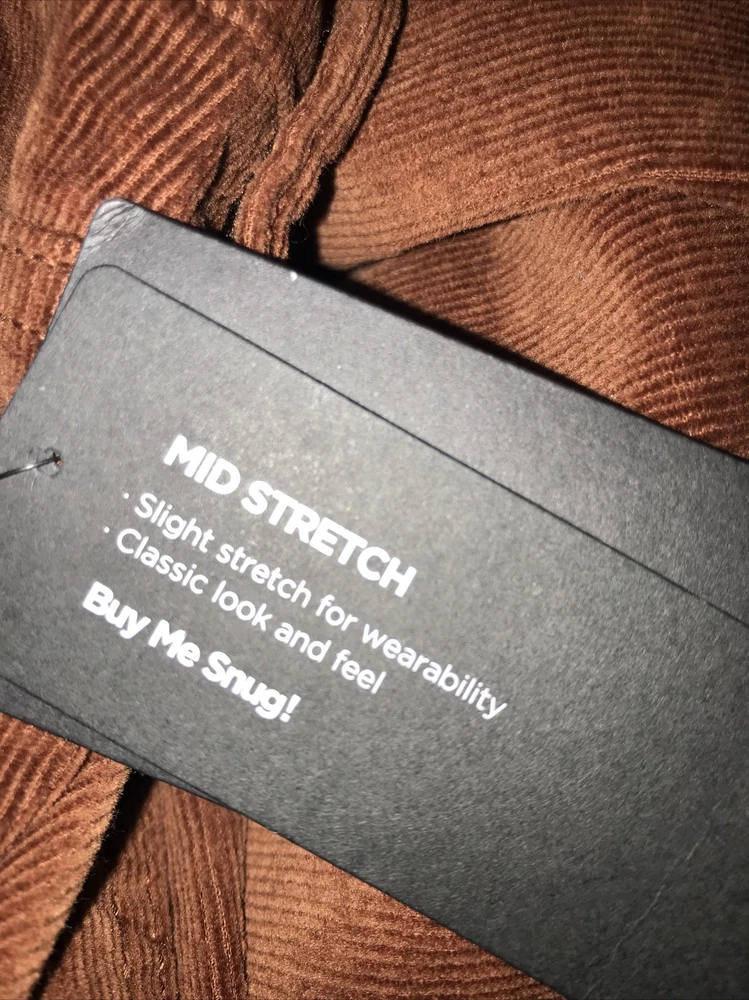 MID STRETCH
· Slight stretch for wearability
· Classic look and feel
Buy Me Snug!